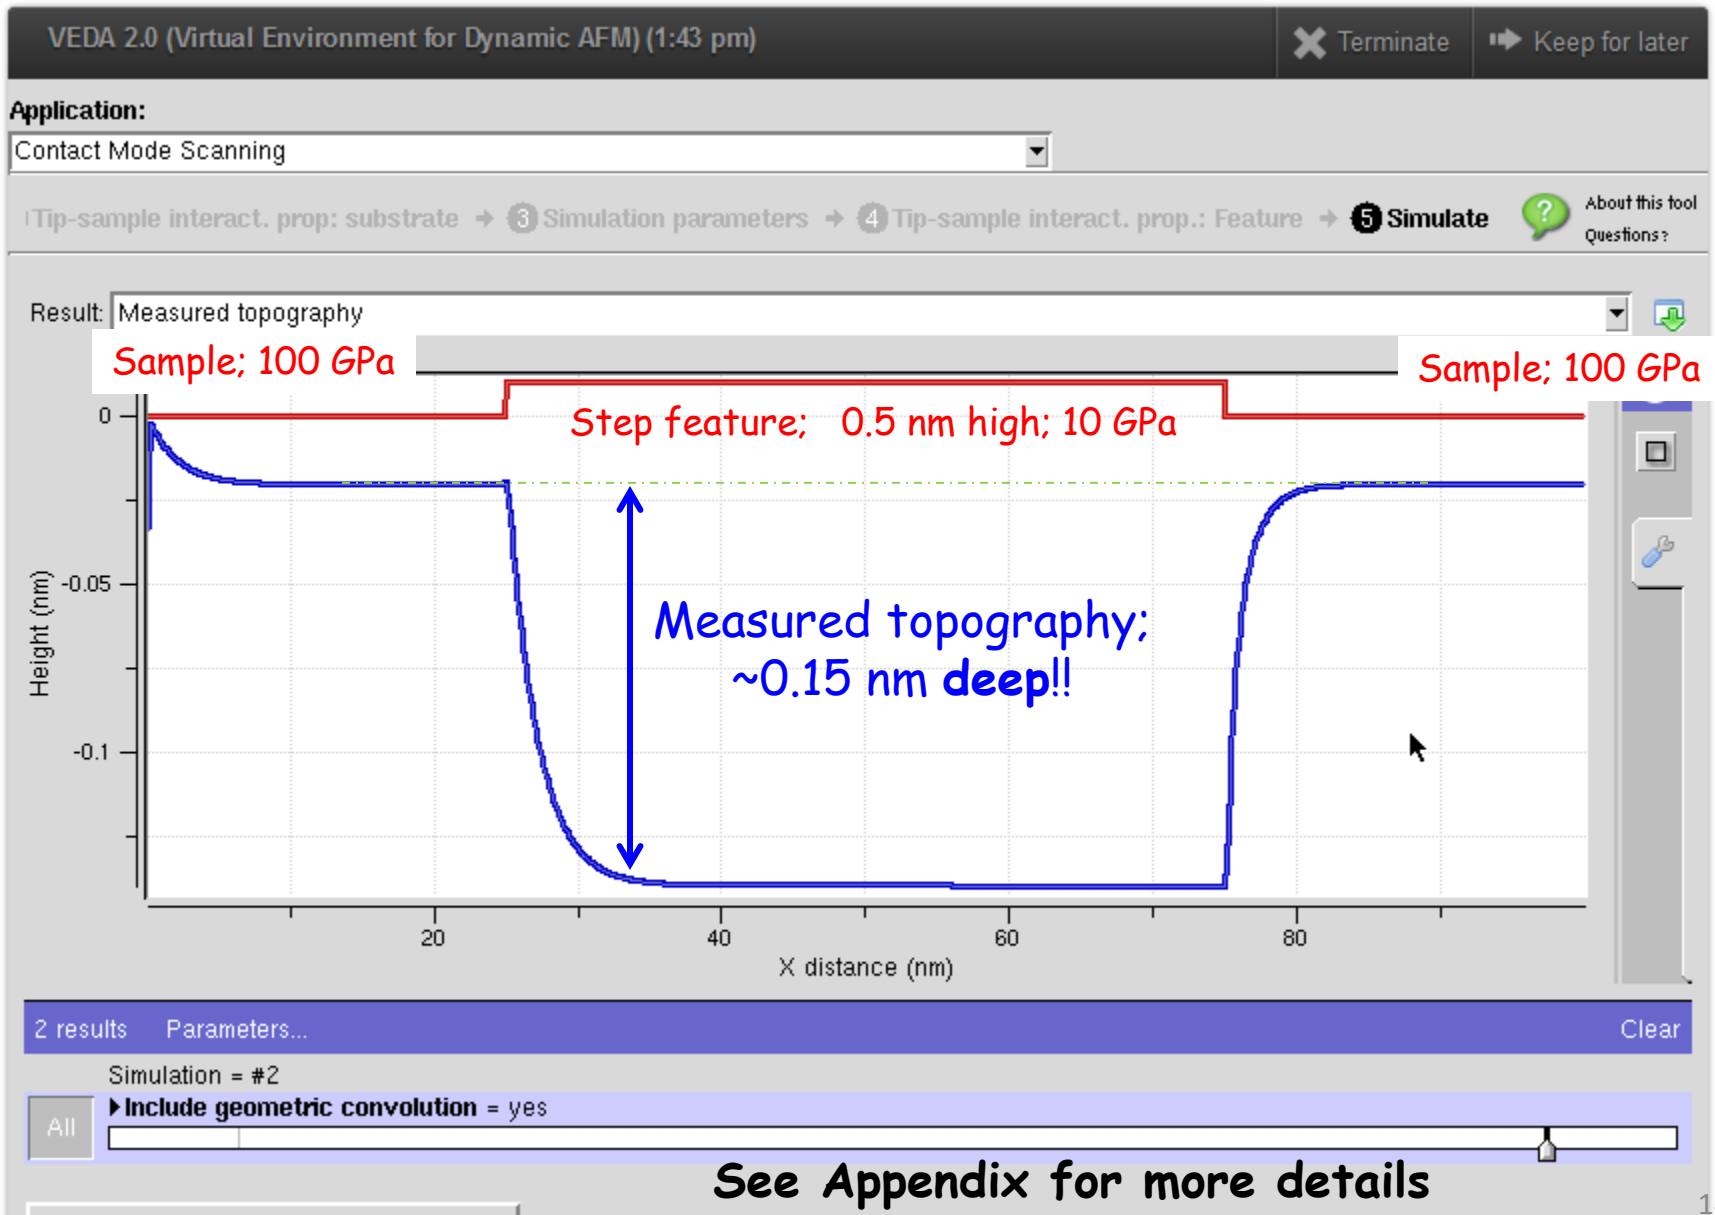 VEDA 2.0 (Virtual Environment for Dynamic AFM) (1:43 pm)
Terminate
Keep for later
Application:
Contact Mode Scanning
Tip-sample interact. prop: substrate
3 Simulation parameters
4 Tip-sample interact. prop.: Feature
5 Simulate
?
About this tool
Questions?
Result: Measured topography
Sample; 100 GPa
Sample; 100 GPa
Step feature; 0.5 nm high; 10 GPa
0
-0.05
-0.1
Height (nm)
Measured topography;
~0.15 nm deep!!
20
40
60
80
X distance (nm)
2 results
Parameters...
Clear
Simulation = #2
All
Include geometric convolution = yes
See Appendix for more details